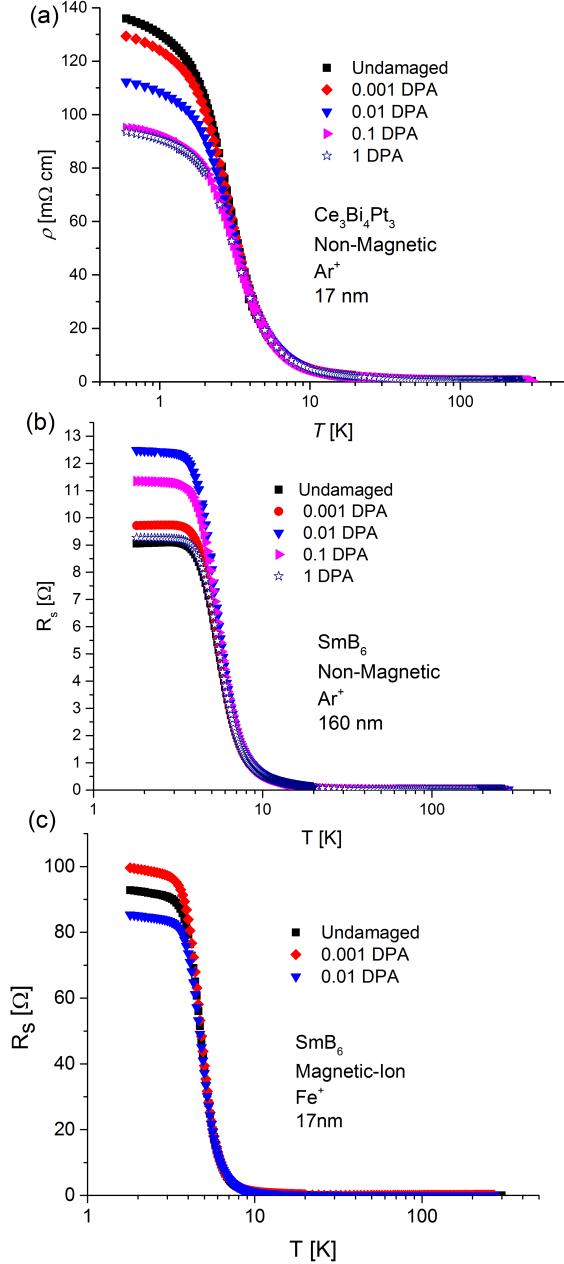 (a)
140
120
100
80
60
40
20
0
ρ [mΩ cm]
Undamaged
0.001 DPA
0.01 DPA
0.1 DPA
1 DPA
Ce₃Bi₄Pt₃
Non-Magnetic
Ar⁺
17 nm
1 10 100
T [K]
(b)
13
12
11
10
9
8
7
6
5
4
3
2
1
0
Rₛ [Ω]
Undamaged
0.001 DPA
0.01 DPA
0.1 DPA
1 DPA
SmB₆
Non-Magnetic
Ar⁺
160 nm
1 10 100
T [K]
(c)
100
80
60
40
20
0
R_S [Ω]
Undamaged
0.001 DPA
0.01 DPA
SmB₆
Magnetic-Ion
Fe⁺
17nm
1 10 100
T [K]